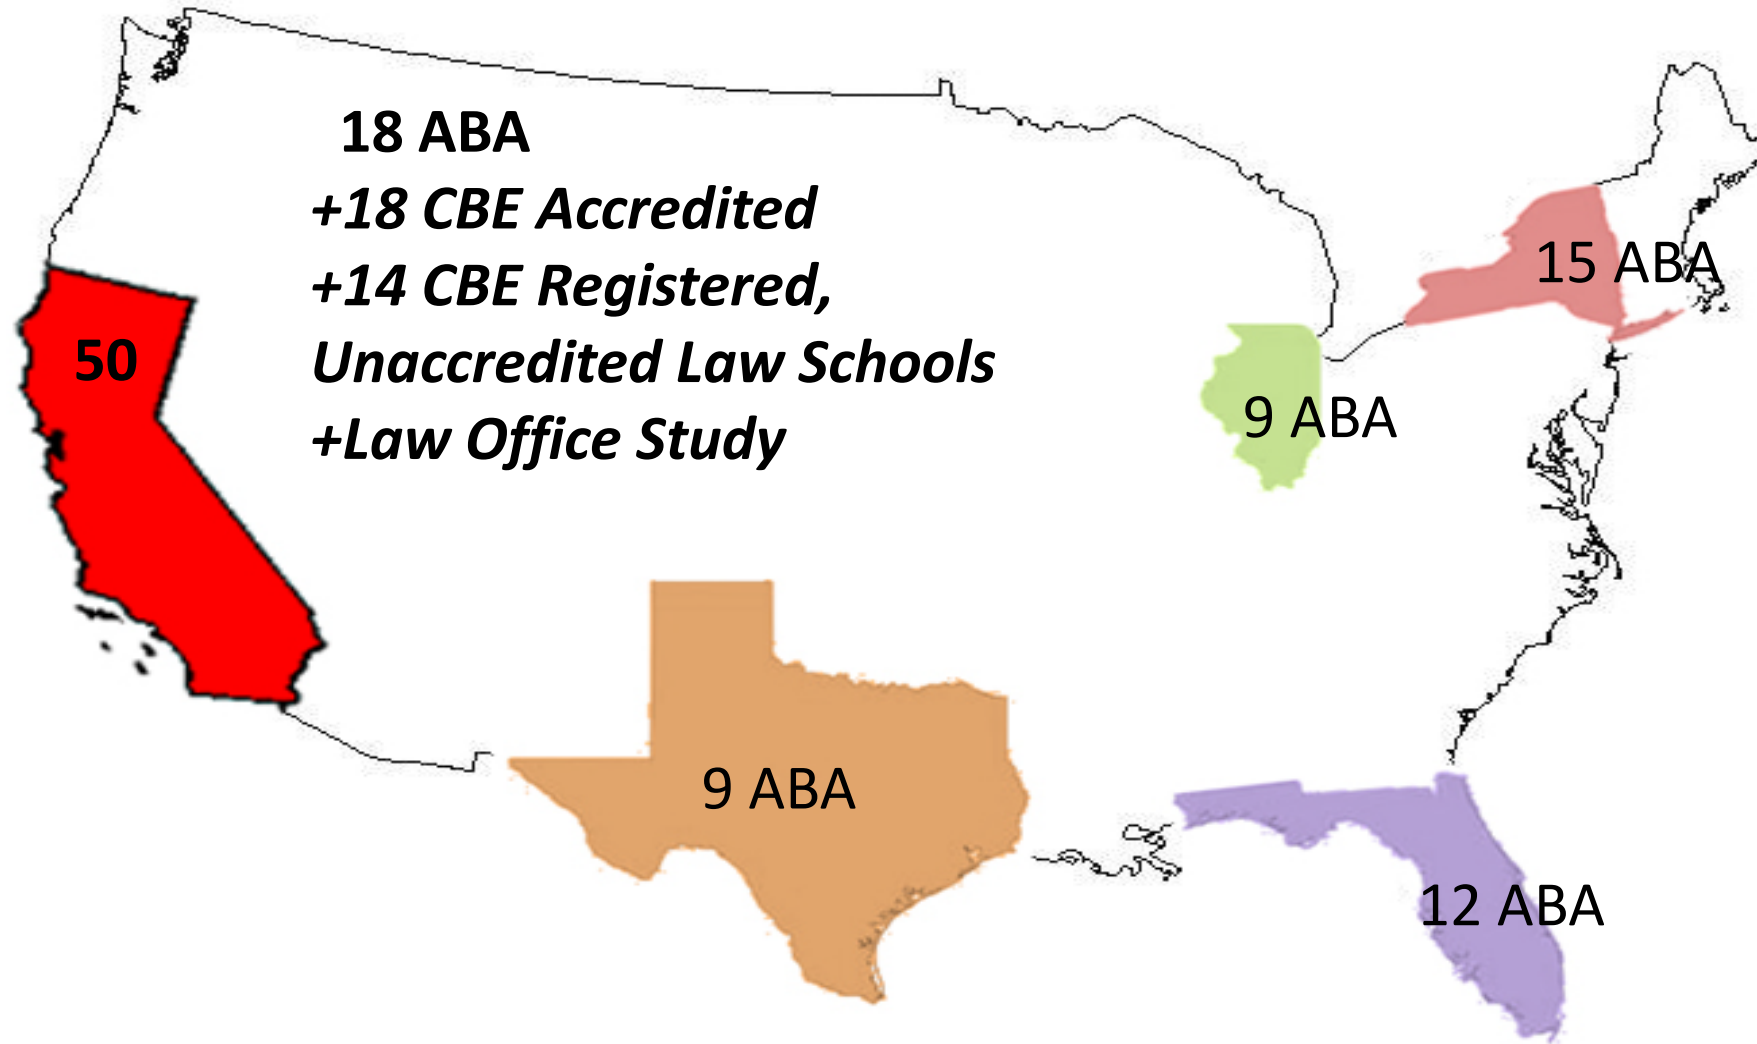 18 ABA
+18 CBE Accredited
+14 CBE Registered,
Unaccredited Law Schools
+Law Office Study
50
15 ABA
9 ABA
9 ABA
12 ABA